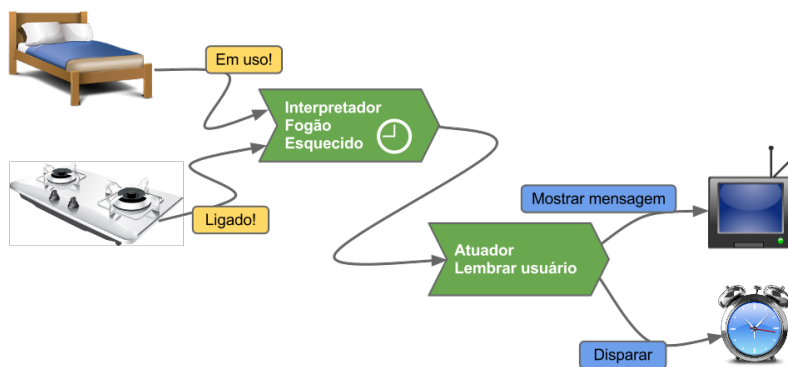 Em uso!
Interpretador
Fogão
Esquecido
Ligado!
Mostrar mensagem
Atuador
Lembrar usuário
Disparar